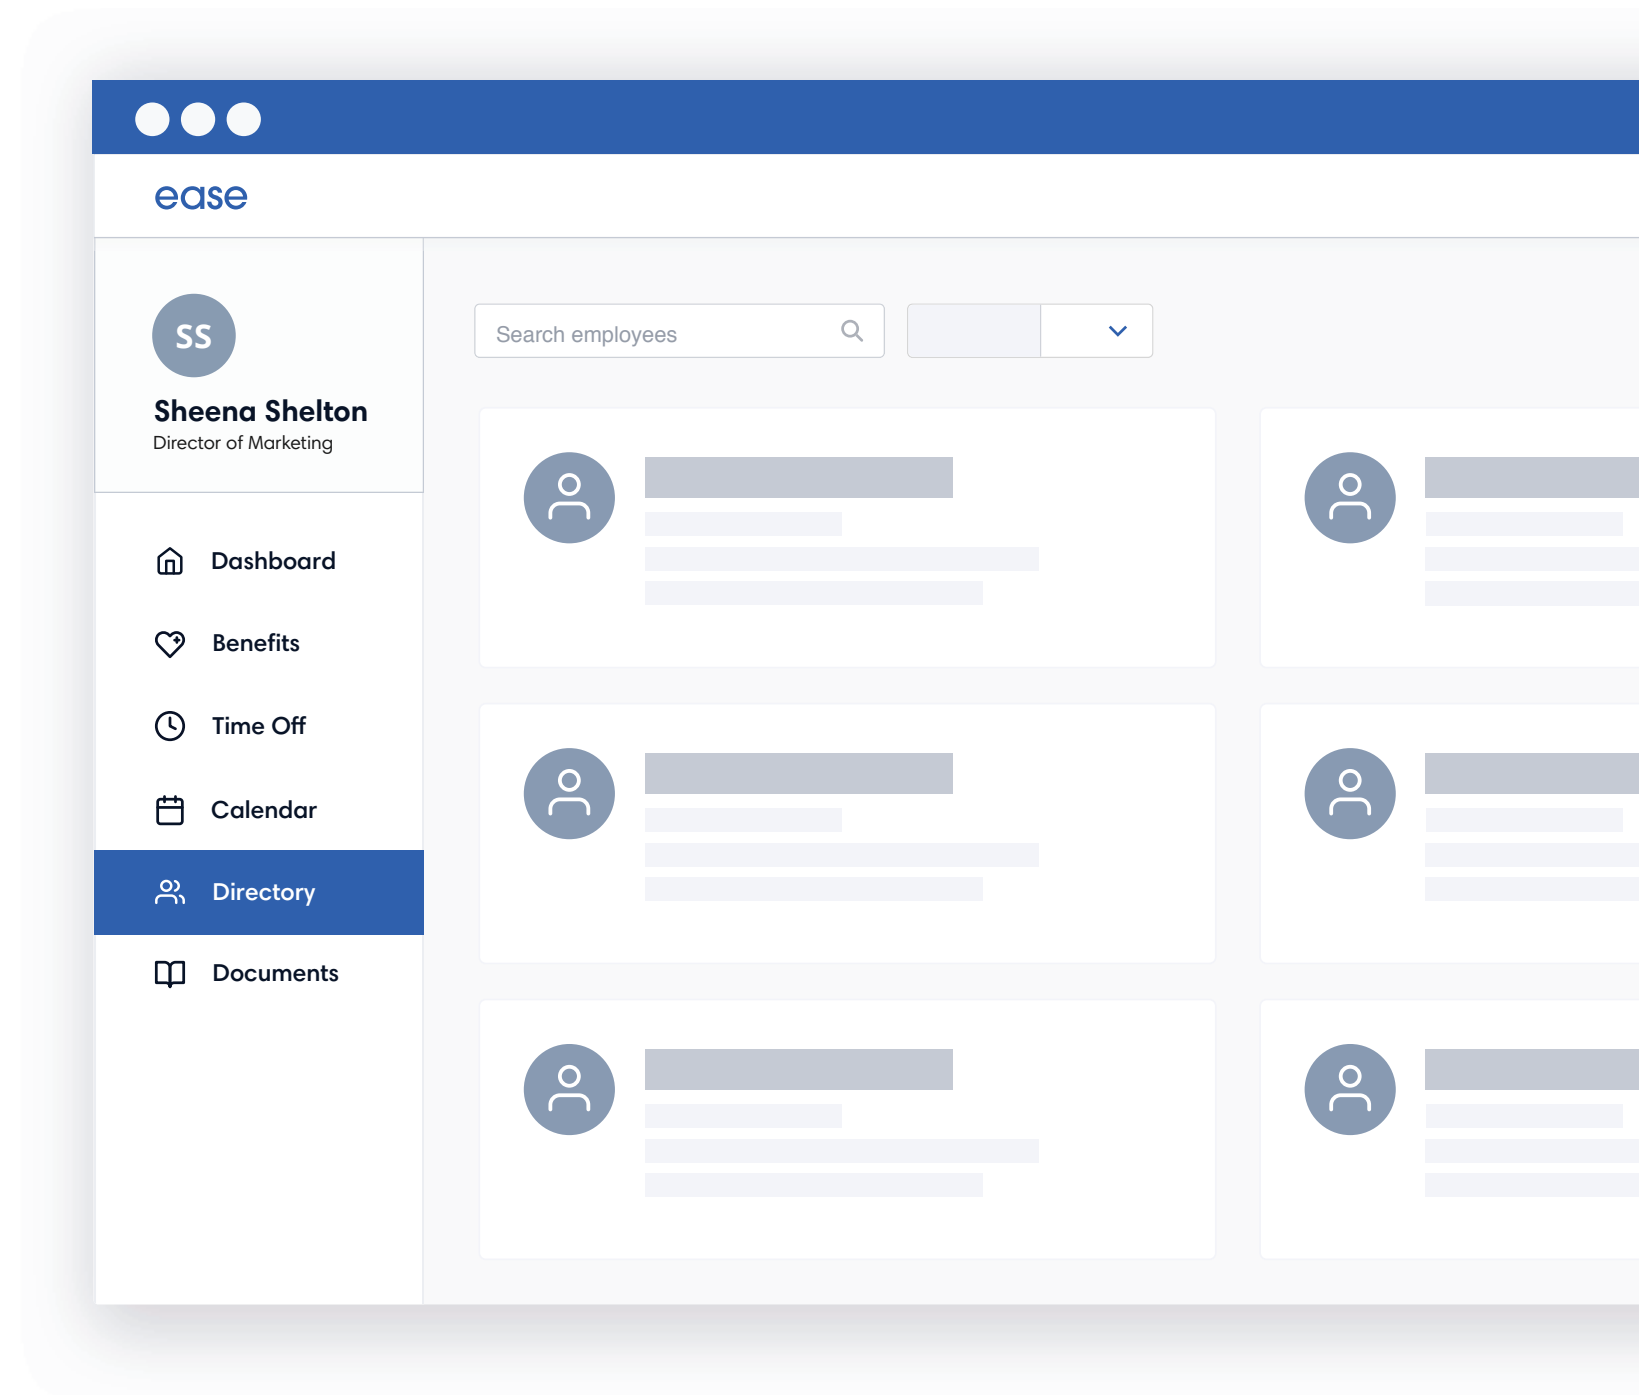 ease
SS
Sheena Shelton
Director of Marketing
Dashboard
Benefits
Time Off
Calendar
Directory
Documents
Search employees